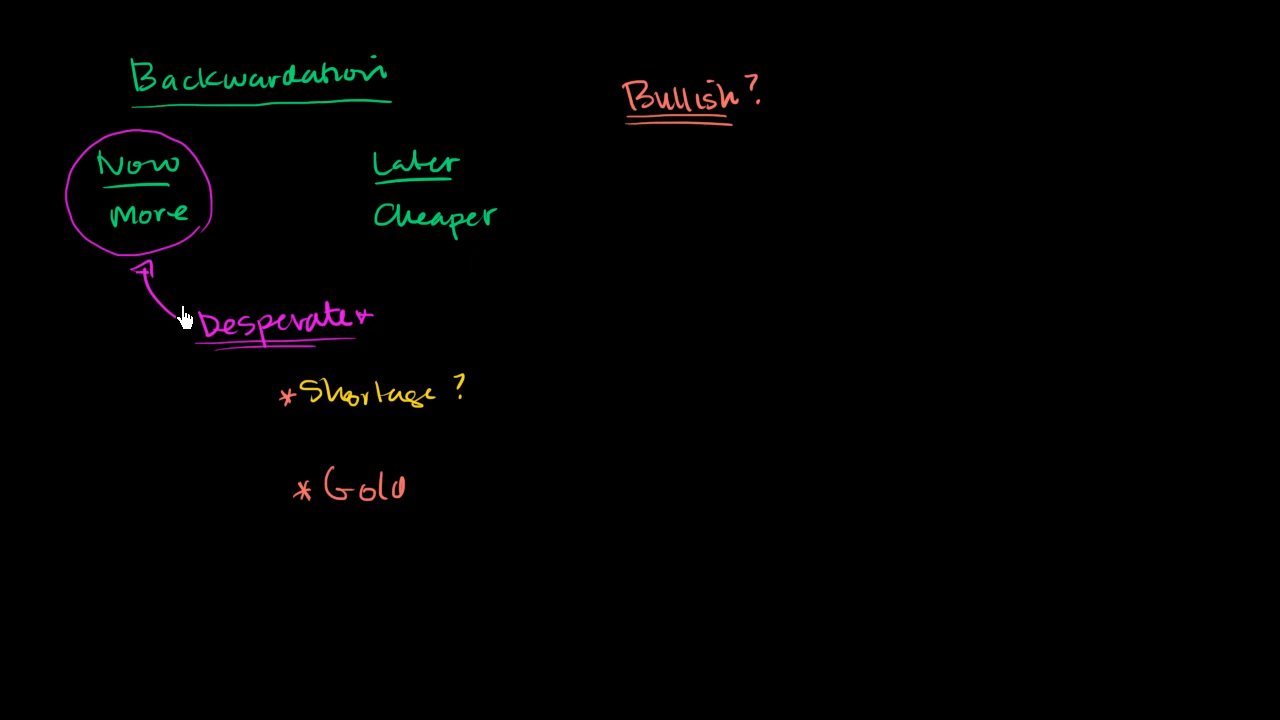 Backwardation
Bullish?
Now Later
More Cheaper
Desperate
*Shortage?
*Gold